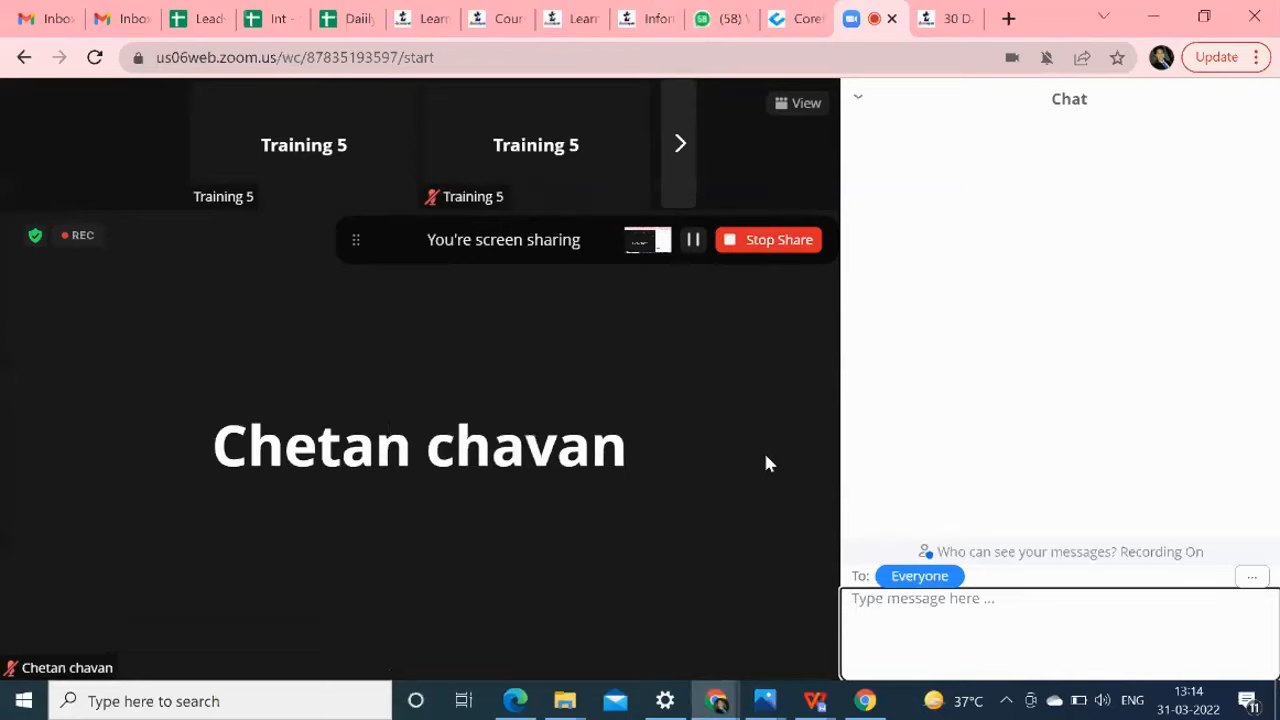 Inbo
Inbo
Lead
Int -
Daily
Learn
Cour
Learn
Infor
(58) \
Coref
30 D
us06web.zoom.us/wc/87835193597/start
Update
View
Chat
Training 5
Training 5
Training 5
Training 5
REC
You're screen sharing
Stop Share
Chetan chavan
Who can see your messages? Recording On
To: Everyone
Type message here ...
Chetan chavan
Type here to search
37°C
ENG
13:14
31-03-2022
11